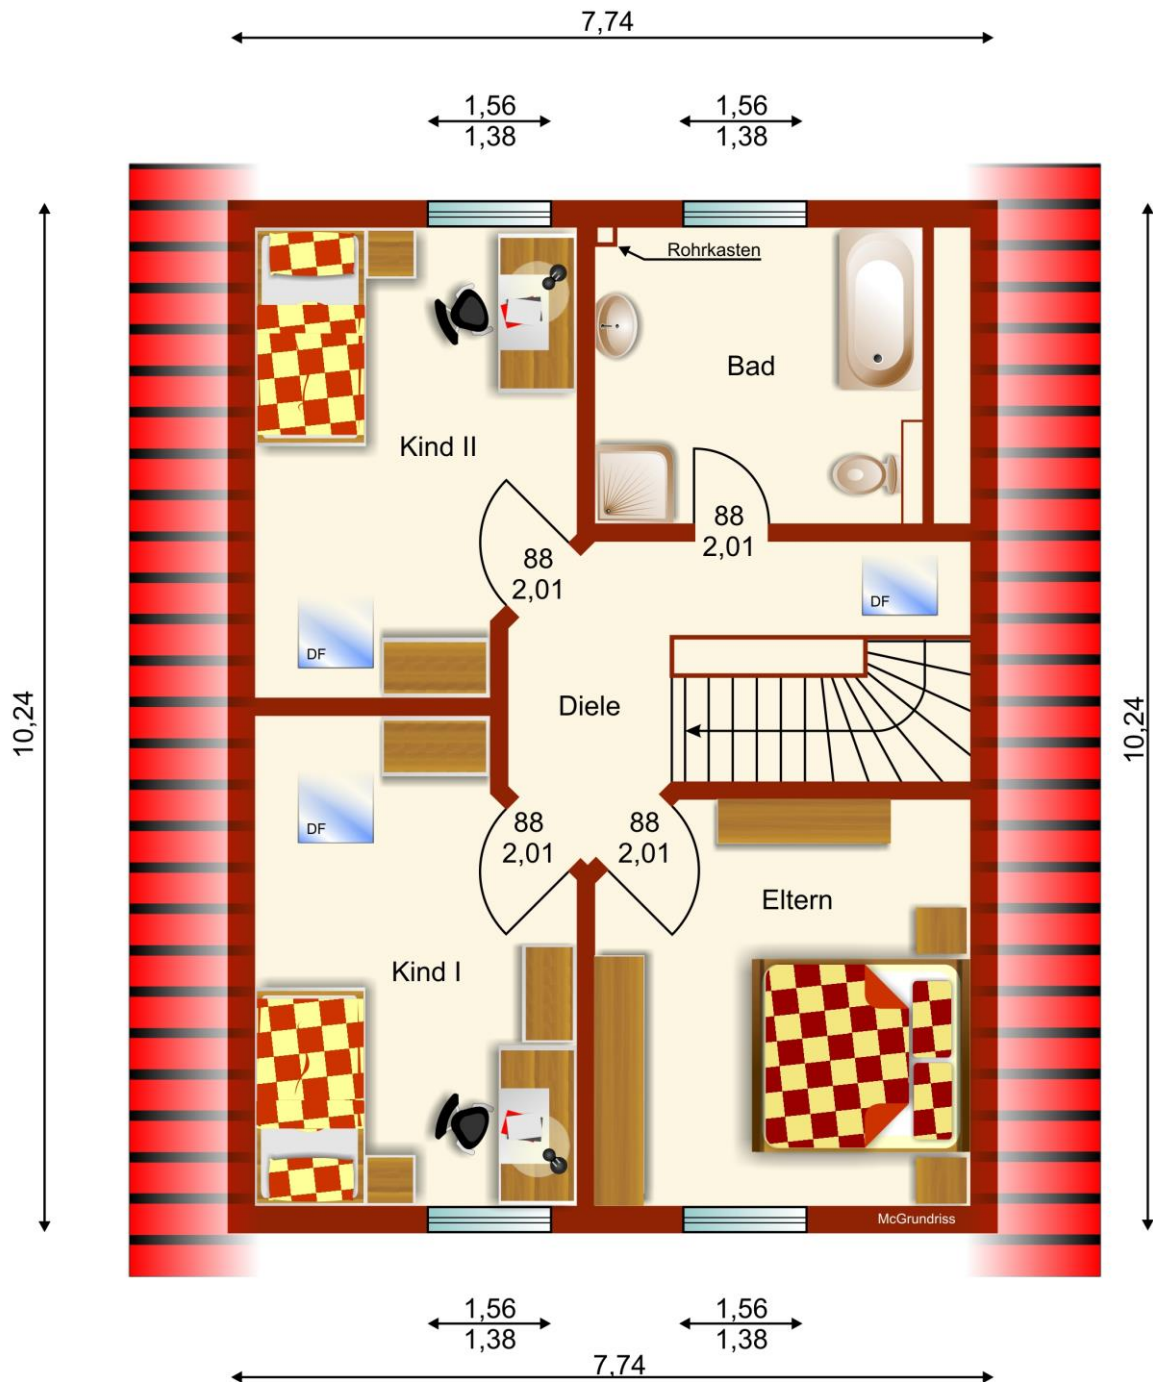 7,74
1,56
1,38
1,56
1,38
Rohrkasten
Bad
Kind II
88
2,01
88
2,01
DF
DF
10,24
10,24
Diele
DF
88
2,01
88
2,01
Eltern
Kind I
McGrundriss
1,56
1,38
1,56
1,38
7,74